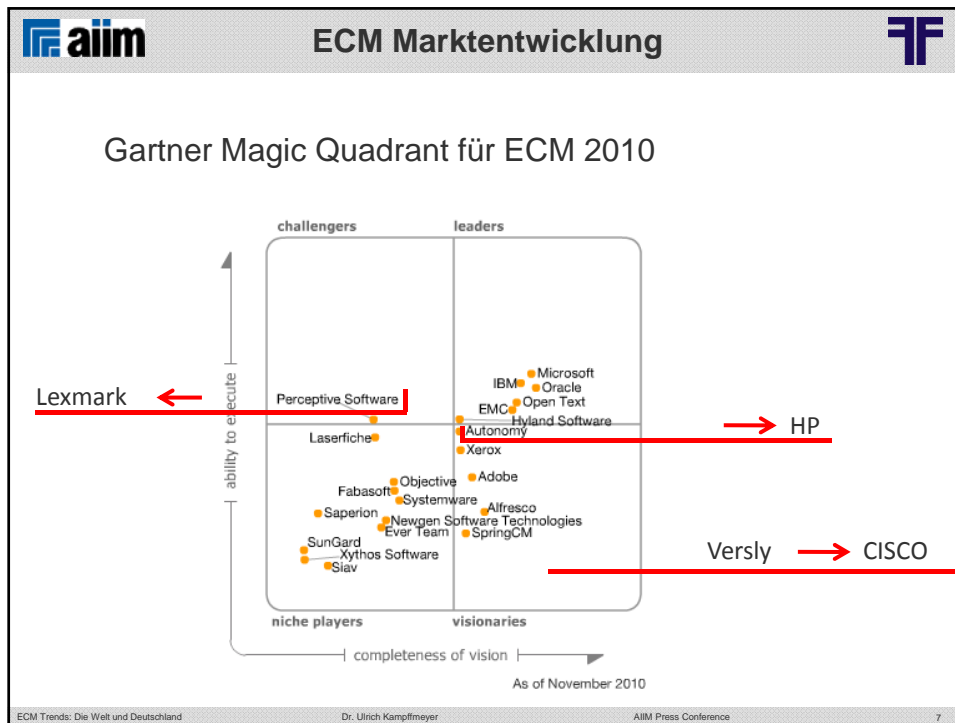 aiim
ECM Marktentwicklung
Gartner Magic Quadrant für ECM 2010
challengers
leaders
Microsoft
IBM
Oracle
Lexmark
Perceptive Software
Open Text
EMC
Hyland Software
Autonomy
HP
Laserfiche
Xerox
ability to execute
Objective
Adobe
Fabasoft
Systemware
Alfresco
Saperion
Newgen Software Technologies
Ever Team
SpringCM
SunGard
Xythos Software
Siav
Versly
CISCO
niche players
visionaries
completeness of vision
As of November 2010
ECM Trends: Die Welt und Deutschland
Dr. Ulrich Kampffmeyer
AIIM Press Conference
7